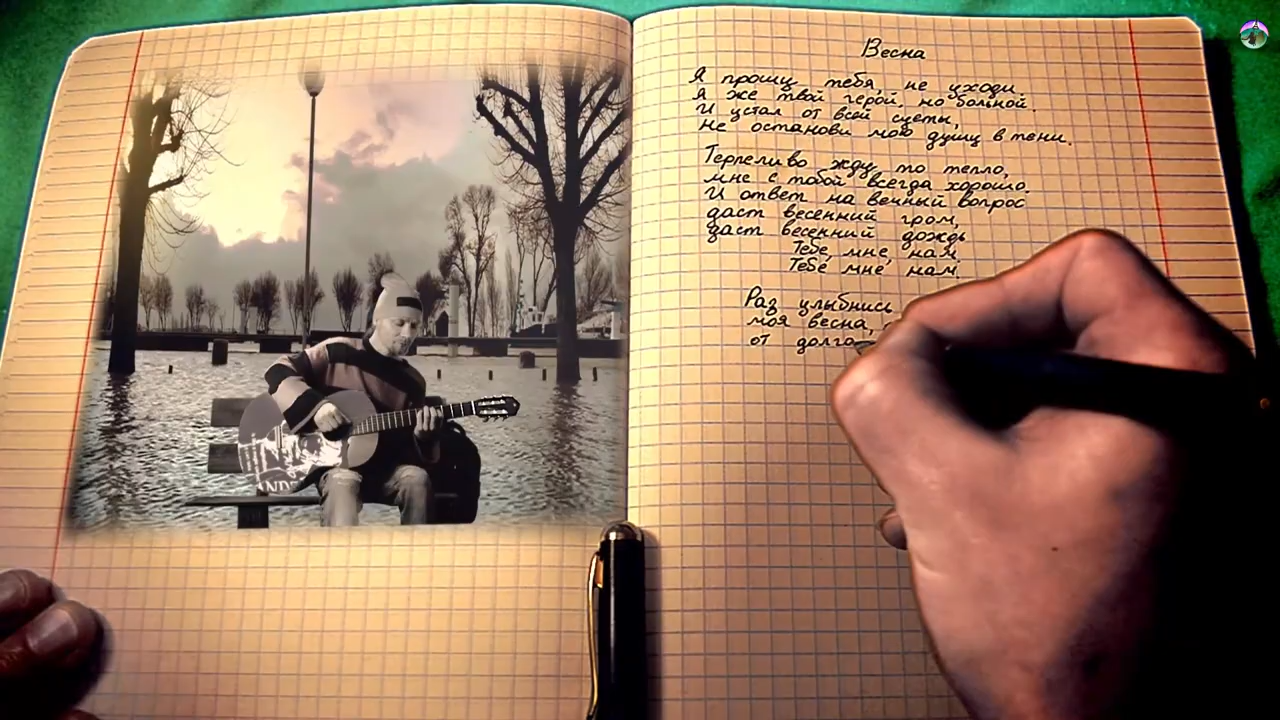 Весна
Я прошу тебя, не уходи.
Я же твой герой, но больной.
И устал от всей суеты,
не останови мою душу в тени.
Терпеливо жду то тепло,
мне с тобой всегда хорошо.
И ответ на вечный вопрос
даст весенний гром,
даст весенний дождь
Тебе, мне, нам.
Тебе мне, нам.
Раз улыбнись
моя весна,
от долго